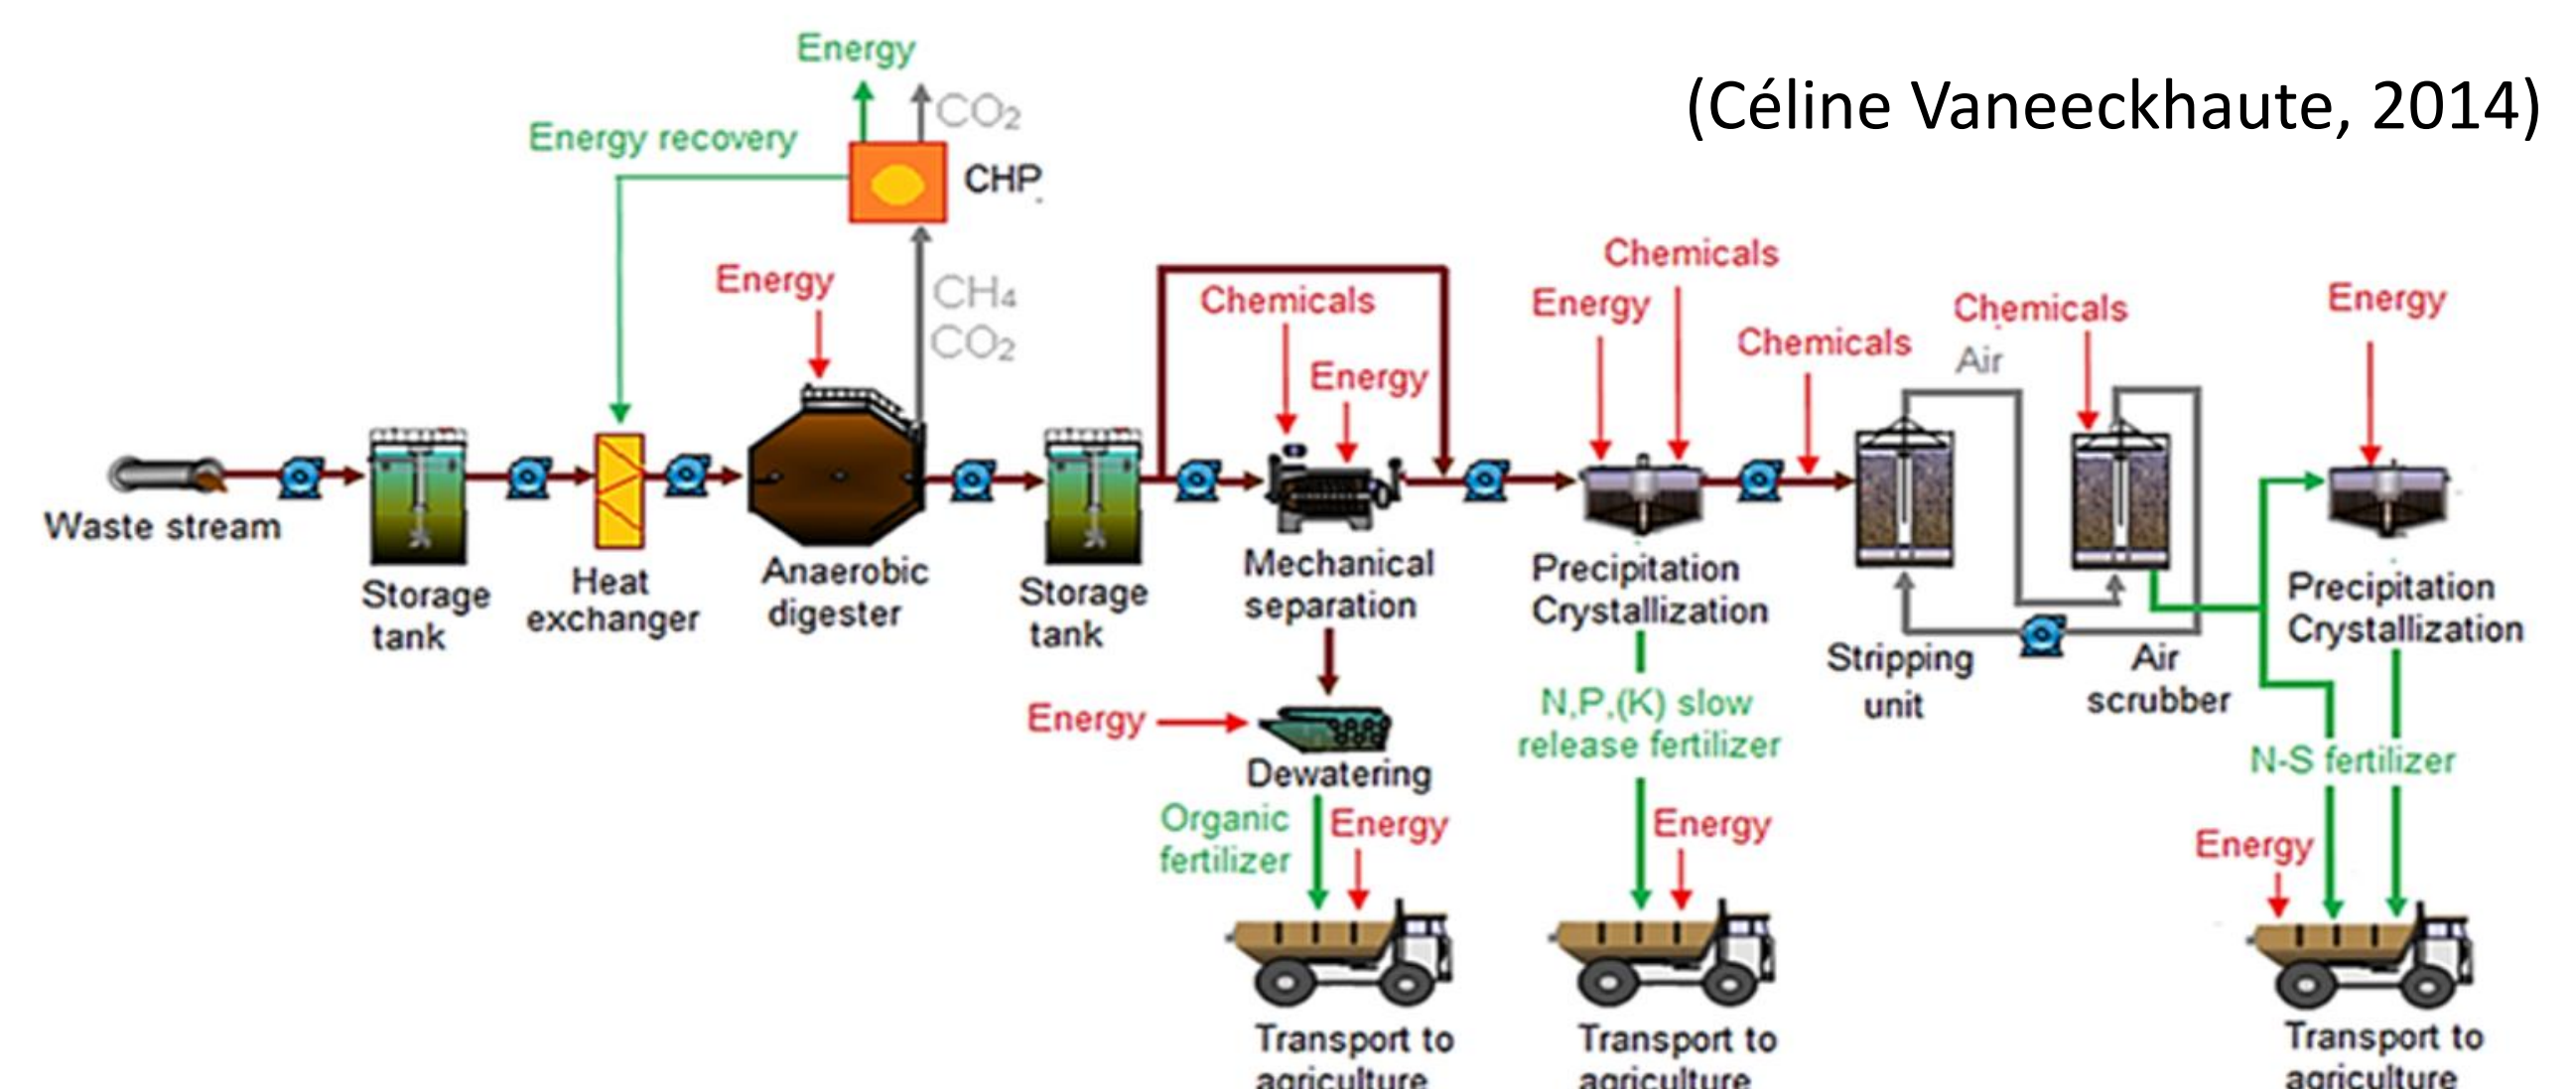 (Céline Vaneeckhaute, 2014)
Energy
CO₂
Energy recovery
CHP
Energy
CH₄
CO₂
Chemicals
Energy
Chemicals
Energy
Chemicals
Chemicals
Air
Energy
Waste stream
Storage
tank
Heat
exchanger
Anaerobic
digester
Storage
tank
Mechanical
separation
Precipitation
Crystallization
Stripping
unit
Air
scrubber
Precipitation
Crystallization
Energy
Dewatering
N,P,(K) slow
release fertilizer
N-S fertilizer
Organic
fertilizer
Energy
Energy
Energy
Transport to
agriculture
Transport to
agriculture
Transport to
agriculture